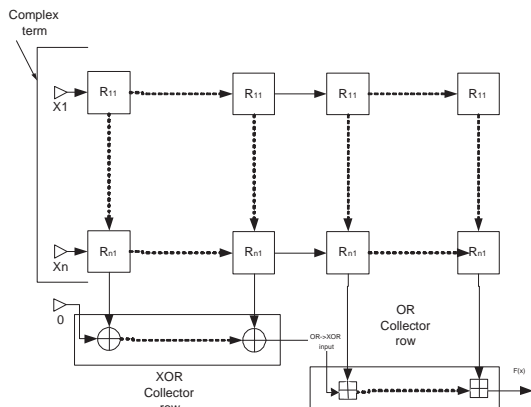 Complex
term
X1
R11
R11
R11
R11
Xn
Rn1
Rn1
Rn1
Rn1
0
OR->XOR
input
OR
Collector
row
XOR
Collector
row
F(x)